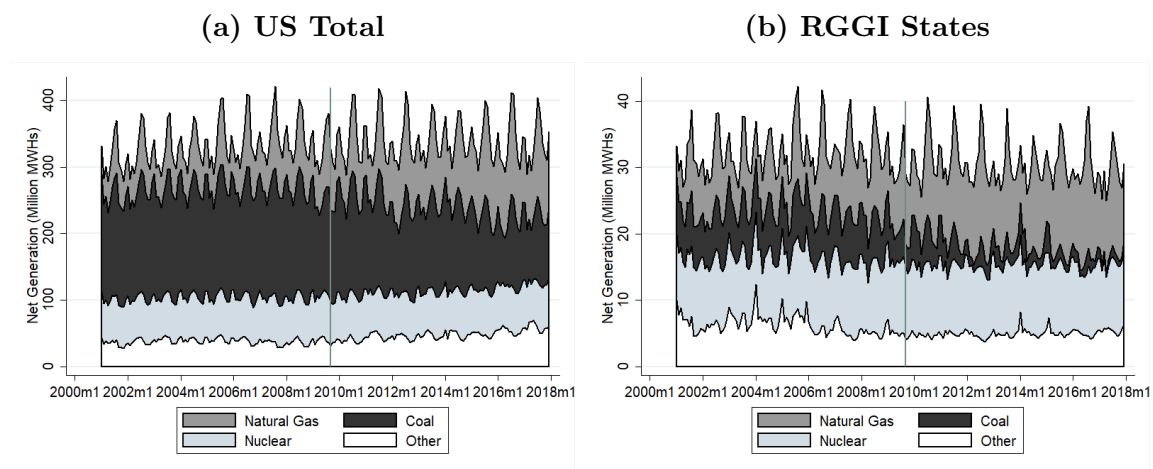 (a) US Total
Net Generation (Million MWHs)
400
300
200
100
0
2000m1 2002m1 2004m1 2006m1 2008m1 2010m1 2012m1 2014m1 2016m1 2018m1
Natural Gas Coal
Nuclear Other
(b) RGGI States
Net Generation (Million MWHs)
40
30
20
10
0
2000m1 2002m1 2004m1 2006m1 2008m1 2010m1 2012m1 2014m1 2016m1 2018m1
Natural Gas Coal
Nuclear Other